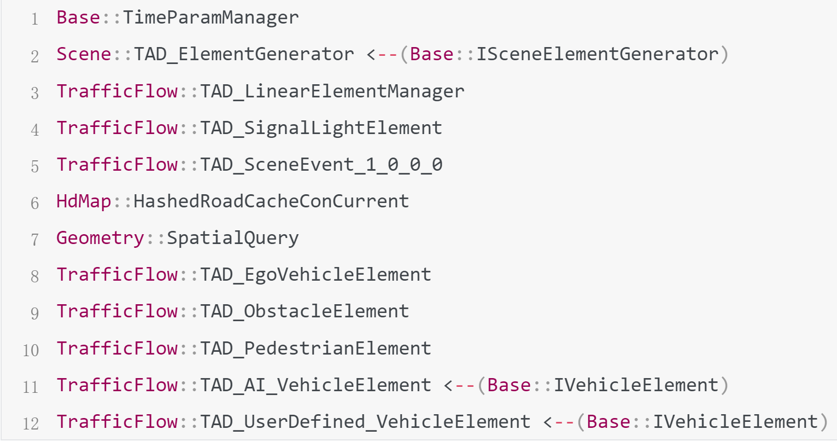 1 Base::TimeParamManager
2 Scene::TAD_ElementGenerator <--(Base::ISceneElementGenerator)
3 TrafficFlow::TAD_LinearElementManager
4 TrafficFlow::TAD_SignalLightElement
5 TrafficFlow::TAD_SceneEvent_1_0_0_0
6 HdMap::HashedRoadCacheConCurrent
7 Geometry::SpatialQuery
8 TrafficFlow::TAD_EgoVehicleElement
9 TrafficFlow::TAD_ObstacleElement
10 TrafficFlow::TAD_PedestrianElement
11 TrafficFlow::TAD_AI_VehicleElement <--(Base::IVehicleElement)
12 TrafficFlow::TAD_UserDefined_VehicleElement <--(Base::IVehicleElement)